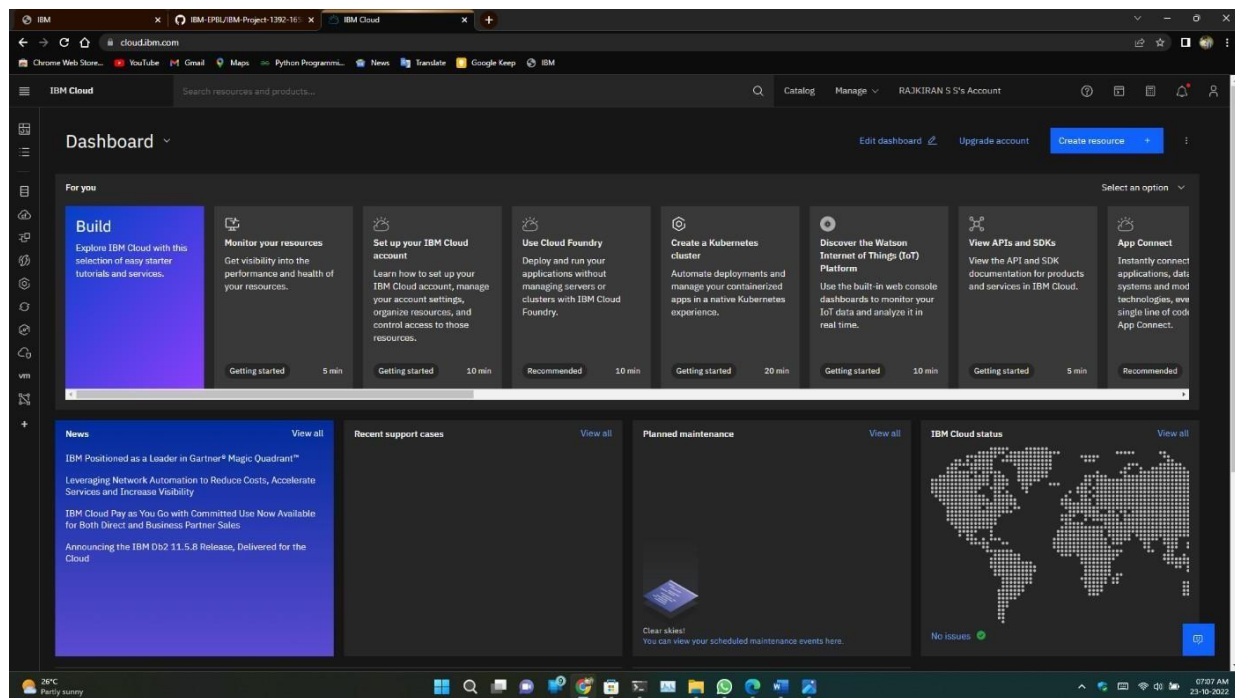 IBM
IBM-EPBL/IBM-Project-1392-165
IBM Cloud
cloud.ibm.com
Chrome Web Store... YouTube Gmail Maps Python Programmi... News Translate Google Keep IBM
IBM Cloud
Search resources and products...
Catalog Manage RAJKIRAN S S's Account
Dashboard
Edit dashboard Upgrade account Create resource +
For you
Select an option
Build
Explore IBM Cloud with this
selection of easy starter
tutorials and services.
Monitor your resources
Get visibility into the
performance and health of
your resources.
Getting started 5 min
Set up your IBM Cloud
account
Learn how to set up your
IBM Cloud account, manage
your account settings,
organize resources, and
control access to those
resources.
Getting started 10 min
Use Cloud Foundry
Deploy and run your
applications without
managing servers or
clusters with IBM Cloud
Foundry.
Recommended 10 min
Create a Kubernetes
cluster
Automate deployments and
manage your containerized
apps in a native Kubernetes
experience.
Getting started 20 min
Discover the Watson
Internet of Things (IoT)
Platform
Use the built-in web console
dashboards to monitor your
IoT data and analyze it in
real time.
Getting started 10 min
View APIs and SDKs
View the API and SDK
documentation for products
and services in IBM Cloud.
Getting started 5 min
App Connect
Instantly connect
applications, data
systems and mod
technologies, eve
single line of code
App Connect.
Recommended
vm
News View all
IBM Positioned as a Leader in Gartner® Magic Quadrant™
Leveraging Network Automation to Reduce Costs, Accelerate
Services and Increase Visibility
IBM Cloud Pay as You Go with Committed Use Now Available
for Both Direct and Business Partner Sales
Announcing the IBM Db2 11.5.8 Release, Delivered for the
Cloud
Recent support cases View all
Planned maintenance View all
Clear skies!
You can view your scheduled maintenance events here.
IBM Cloud status View all
No issues
26°C
Partly sunny
07:07 AM
23-10-2022